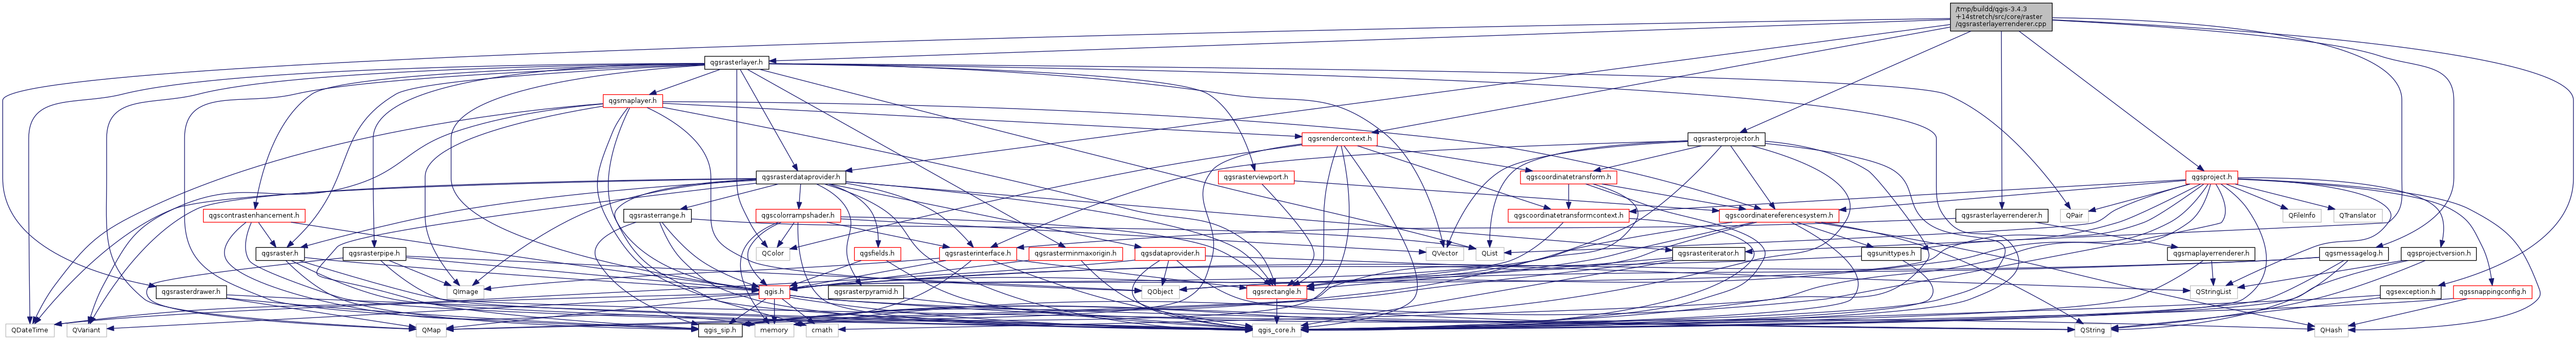 /tmp/buildd/qgis-3.4.3
+14stretch/src/core/raster
/qgsrasterlayerrenderer.cpp
qgsrasterlayer.h
qgsmaplayer.h
qgsrendercontext.h
qgsrasterprojector.h
qgsrasterdataprovider.h
qgsrasterviewport.h
qgscoordinatetransform.h
qgsproject.h
qgscontrastenhancement.h
qgsrasterrange.h
qgscolorrampshader.h
qgscoordinatetransformcontext.h
qgscoordinatereferencesystem.h
qgsrasterlayerrenderer.h
QPair
QFileInfo
QTranslator
qgsraster.h
qgsrasterpipe.h
QColor
qgsfields.h
qgsrasterinterface.h
qgsrasterminmaxorigin.h
qgsdataprovider.h
QVector
QList
qgsrasteriterator.h
qgsunittypes.h
qgsmaplayerrenderer.h
qgsmessagelog.h
qgsprojectversion.h
qgsrasterdrawer.h
QImage
qgis.h
qgsrasterpyramid.h
QObject
qgsrectangle.h
QStringList
qgsexception.h
qgssnappingconfig.h
QDateTime
QVariant
QMap
qgis_sip.h
memory
cmath
qgis_core.h
QString
QHash